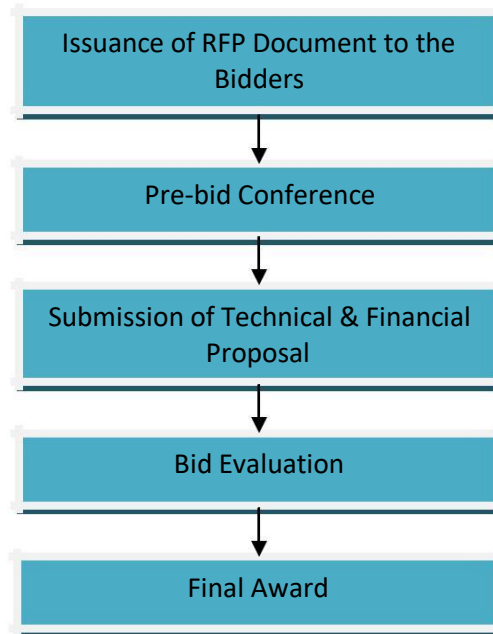 Issuance of RFP Document to the
Bidders
Pre-bid Conference
Submission of Technical & Financial
Proposal
Bid Evaluation
Final Award